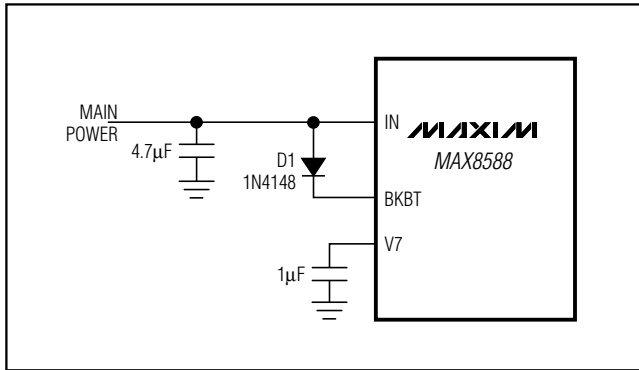 MAIN
POWER
4.7μF
D1
1N4148
IN
MAXIM
MAX8588
BKBT
V7
1μF